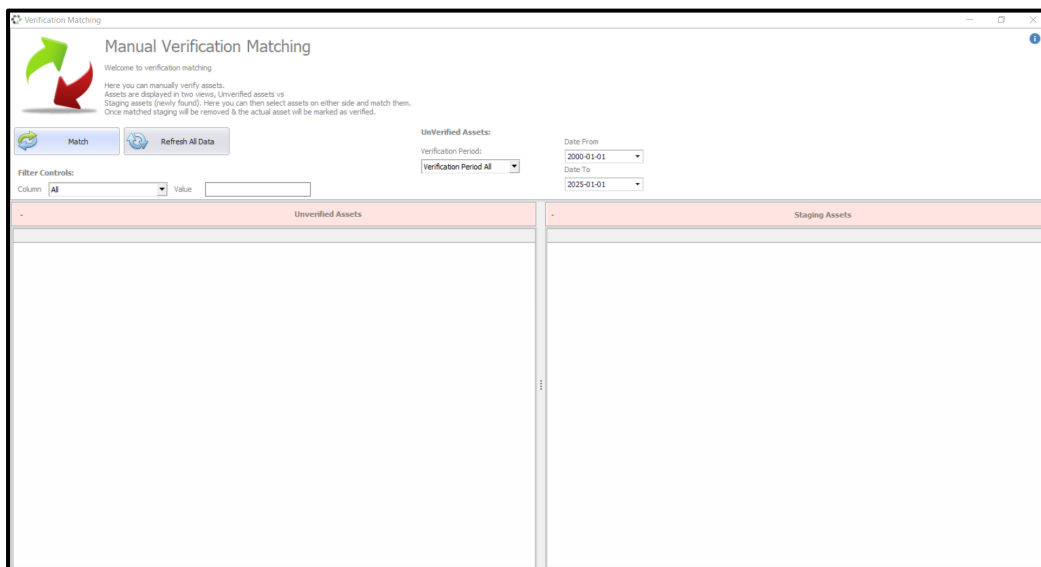 Verification Matching
Manual Verification Matching
Welcome to verification matching
Here you can manually verify assets.
Assets are displayed in two views, Unverified assets vs
Staging assets (newly found). Here you can then select assets on either side and match them.
Once matched staging will be removed & the actual asset will be marked as verified.
Match
Refresh All Data
UnVerified Assets:
Verification Period:
Verification Period All
Date From
2000-01-01
Date To
2025-01-01
Filter Controls:
Column All Value
- Unverified Assets
- Staging Assets